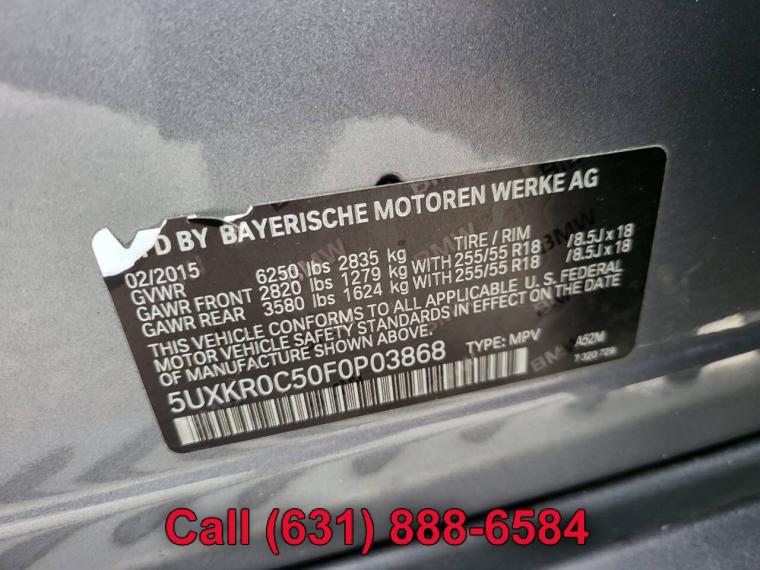 BY BAYERISCHE MOTOREN WERKE AG
02/2015
GVWR 6250 lbs 2835 kg TIRE / RIM
GAWR FRONT 2820 lbs 1279 kg WITH 255/55 R18 /8.5J x 18
GAWR REAR 3580 lbs 1624 kg WITH 255/55 R18 /8.5J x 18
THIS VEHICLE CONFORMS TO ALL APPLICABLE U.S. FEDERAL
MOTOR VEHICLE SAFETY STANDARDS IN EFFECT ON THE DATE
OF MANUFACTURE SHOWN ABOVE.
5UXKR0C50F0P03868 TYPE: MPV A52M
7 320 729
Call (631) 888-6584